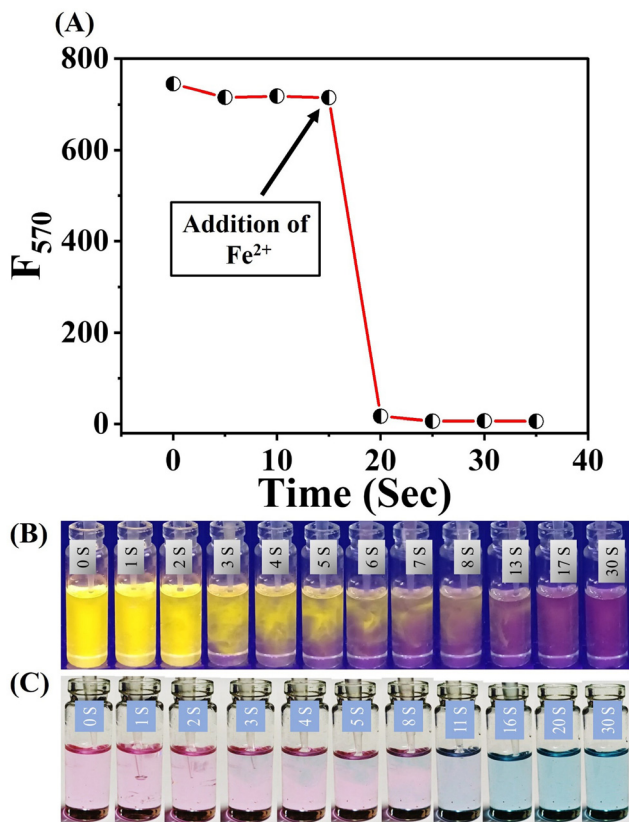 (A)
800
600
400
200
0
F₅₇₀
Addition of
Fe²⁺
0 10 20 30 40
Time (Sec)
(B)
0 S 1 S 2 S 3 S 4 S 5 S 6 S 7 S 8 S 13 S 17 S 30 S
(C)
0 S 1 S 2 S 3 S 4 S 5 S 8 S 11 S 16 S 20 S 30 S